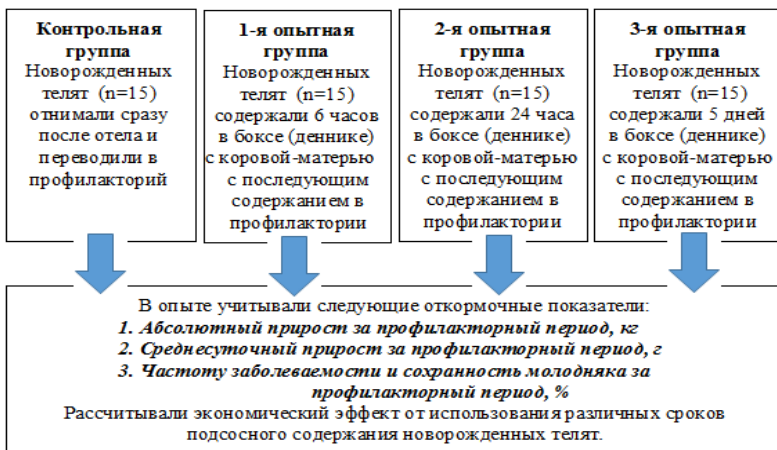 Контрольная
группа
Новорожденных
телят (n=15)
отнимали сразу
после отела и
переводили в
профилакторий
1-я опытная
группа
Новорожденных
телят (n=15)
содержали 6 часов
в боксе (деннике)
с коровой-матерью
с последующим
содержанием в
профилактории
2-я опытная
группа
Новорожденных
телят (n=15)
содержали 24 часа
в боксе (деннике)
с коровой-матерью
с последующим
содержанием в
профилактории
3-я опытная
группа
Новорожденных
телят (n=15)
содержали 5 дней
в боксе (деннике)
с коровой-матерью
с последующим
содержанием в
профилактории
В опыте учитывали следующие откормочные показатели:
1. Абсолютный прирост за профилакторный период, кг
2. Среднесуточный прирост за профилакторный период, г
3. Частоту заболеваемости и сохранность молодняка за
профилакторный период, %
Рассчитывали экономический эффект от использования различных сроков
подсосного содержания новорожденных телят.